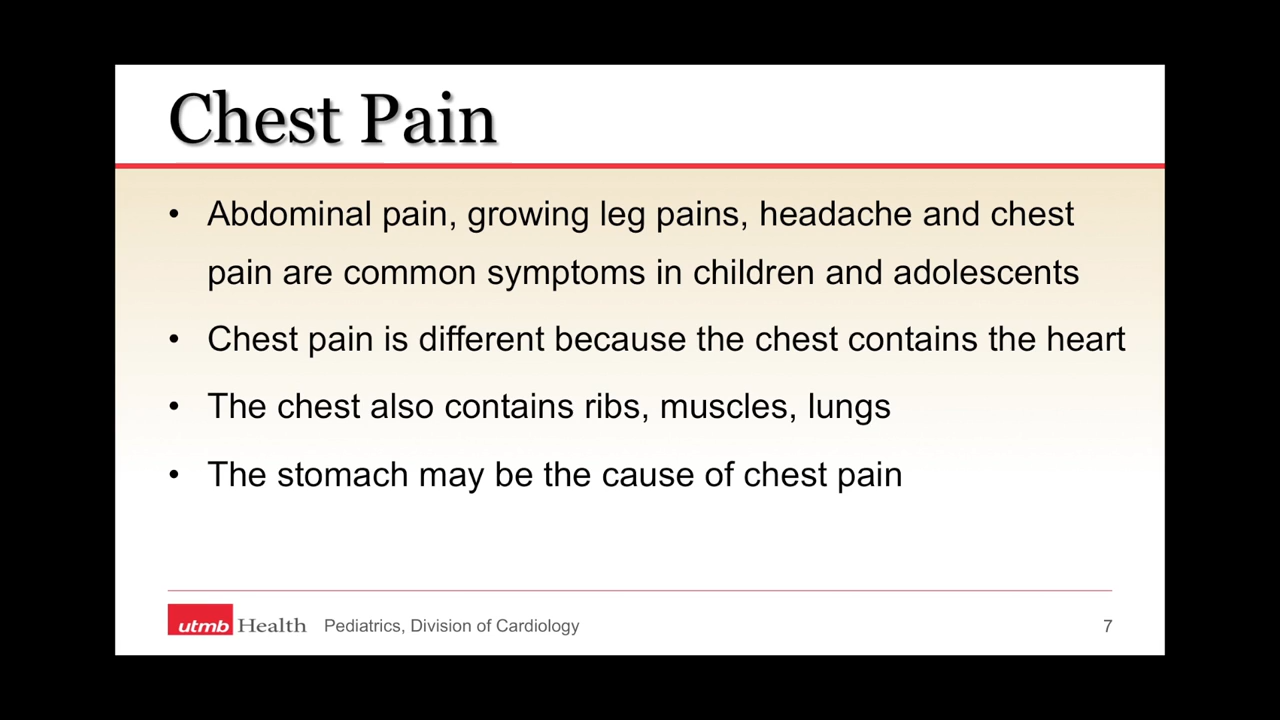 Chest Pain
• Abdominal pain, growing leg pains, headache and chest
pain are common symptoms in children and adolescents
• Chest pain is different because the chest contains the heart
• The chest also contains ribs, muscles, lungs
• The stomach may be the cause of chest pain
utmb Health Pediatrics, Division of Cardiology 7